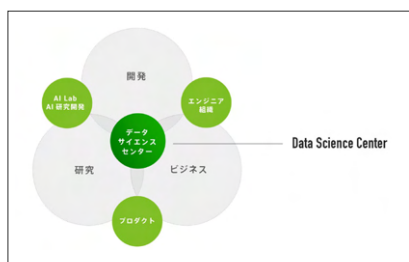 開発
AI Lab
AI 研究開発
エンジニア
組織
データ
サイエンス
センター
Data Science Center
研究
ビジネス
プロダクト